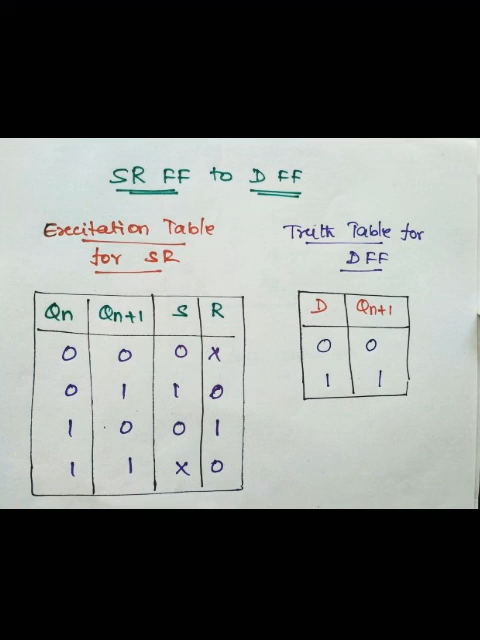 SR FF to D FF
Excitation Table
for SR
Qn Qn+1 S R
0 0 0 x
0 1 1 0
1 0 0 1
1 1 x 0
Truth Table for
DFF
D Qn+1
0 0
1 1